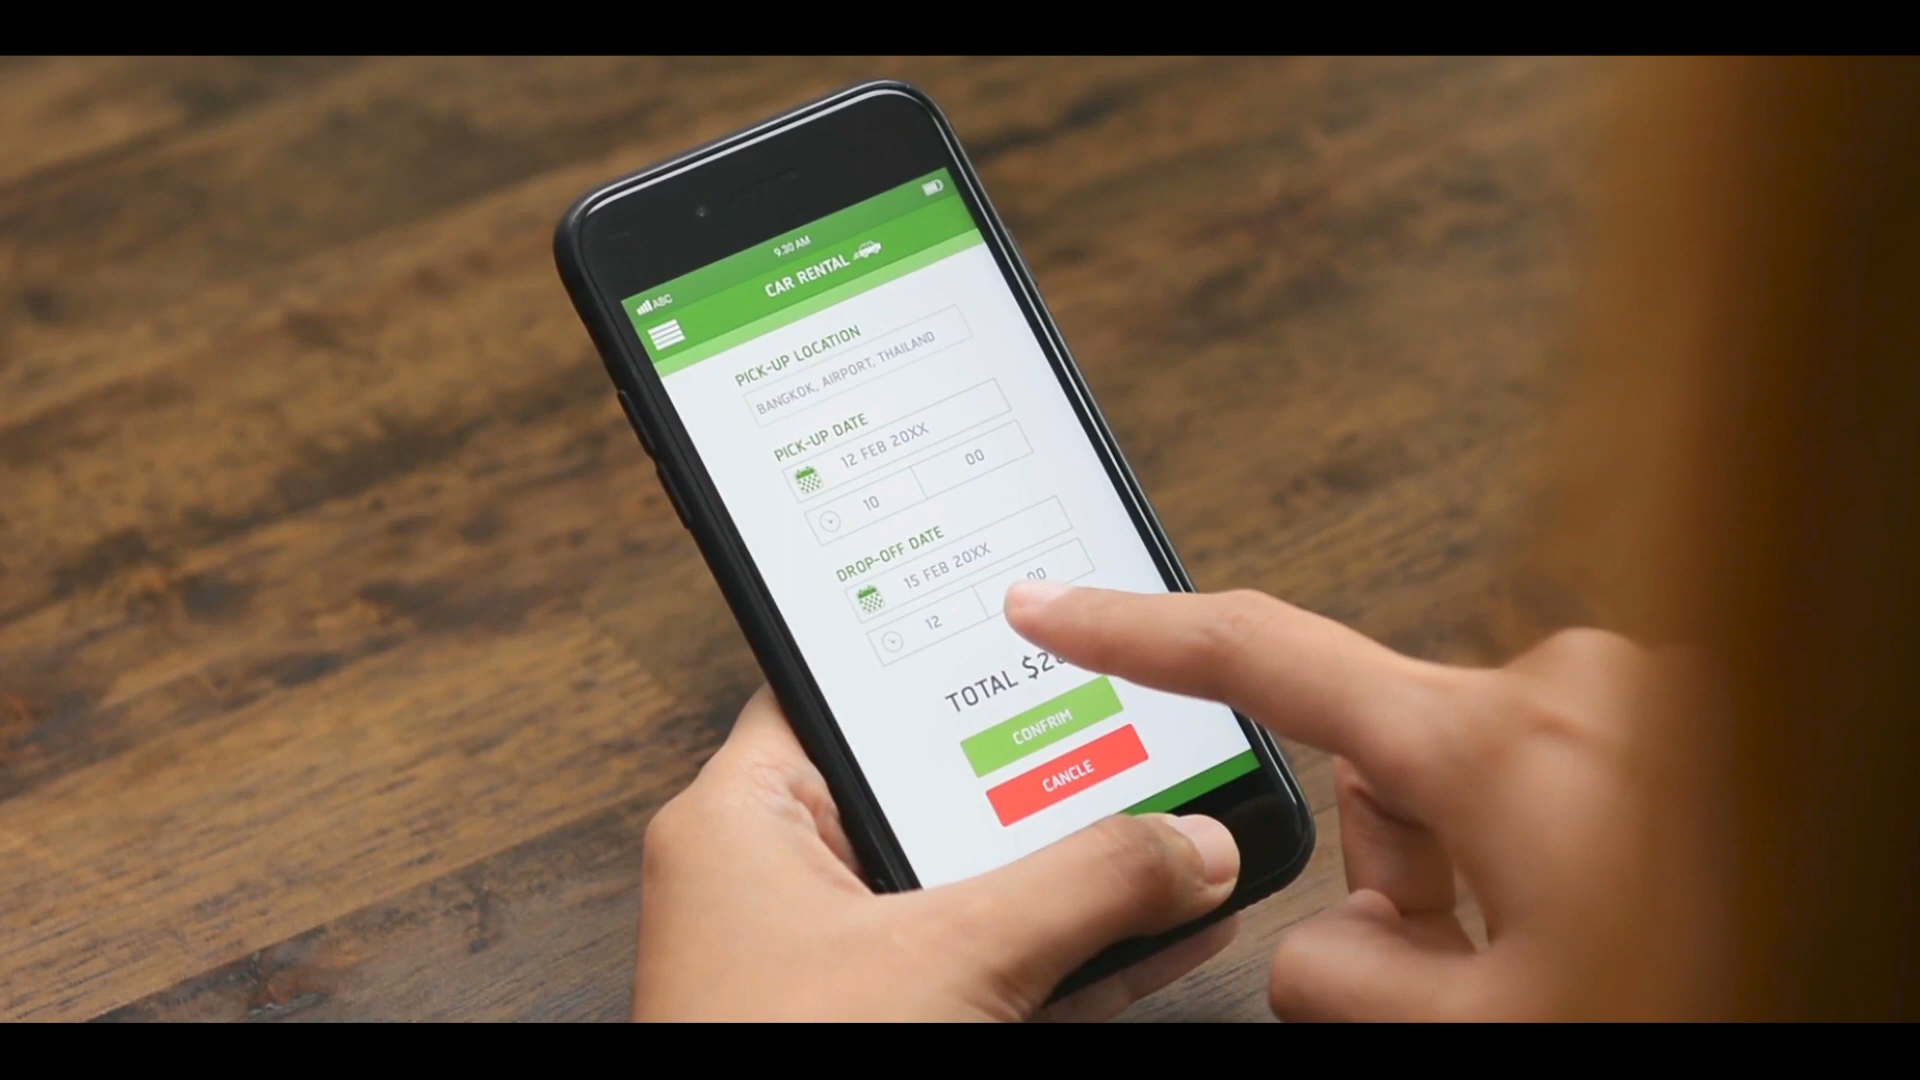 9.30 AM
ABC
CAR RENTAL
PICK-UP LOCATION
BANGKOK, AIRPORT, THAILAND
PICK-UP DATE
12 FEB 20XX
10 00
DROP-OFF DATE
15 FEB 20XX
12 00
TOTAL
CONFRIM
CANCLE